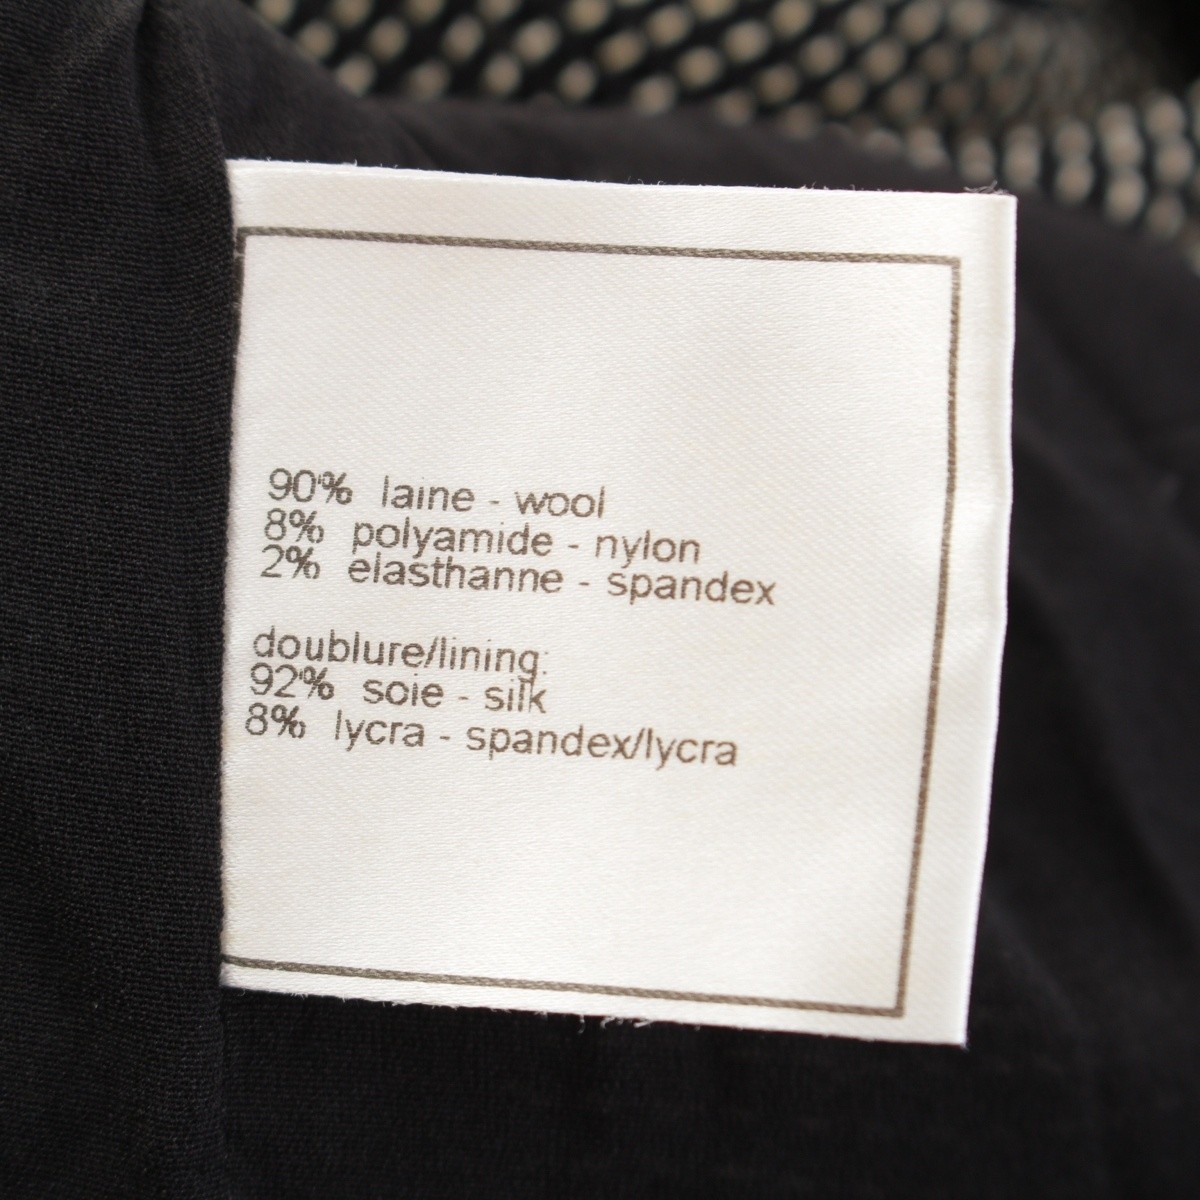 90% laine - wool
8% polyamide - nylon
2% elasthanne - spandex
doublure/lining:
92% soie - silk
8% lycra - spandex/lycra